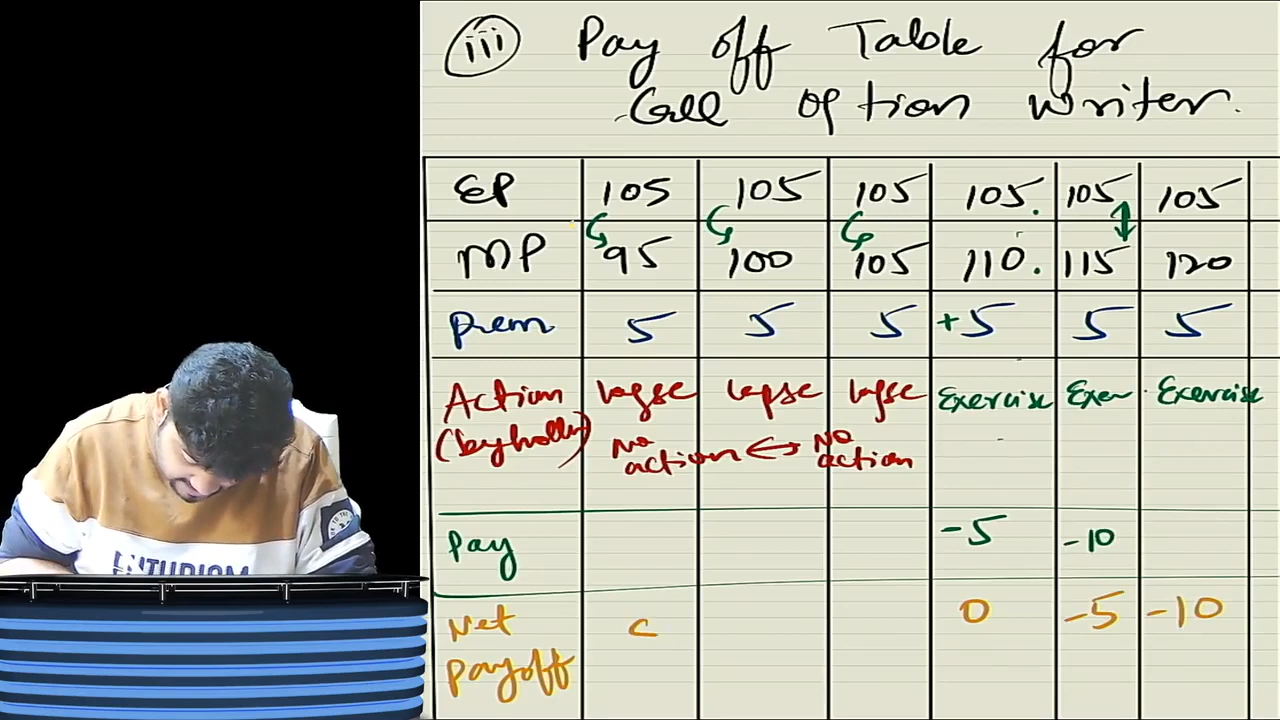 iii Pay off Table for
Call option writer.
EP 105 105 105 105. 105 105
MP 95 100 105 110. 115 120
Prem 5 5 5 +5 5 5
Action lapse lapse lapse Exercise Exer. Exercise
(by holder) No action ↔ No action
Pay -5 -10
Net Payoff 0 -5 -10